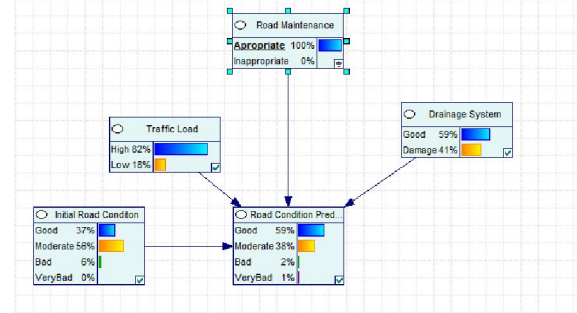 Road Maintenance
Apropriate 100%
Inappropriate 0%
Drainage System
Good 59%
Damage 41%
Traffic Load
High 82%
Low 18%
Initial Road Conditon
Good 37%
Moderate 56%
Bad 6%
VeryBad 0%
Road Condition Pred...
Good 59%
Moderate 38%
Bad 2%
VeryBad 1%